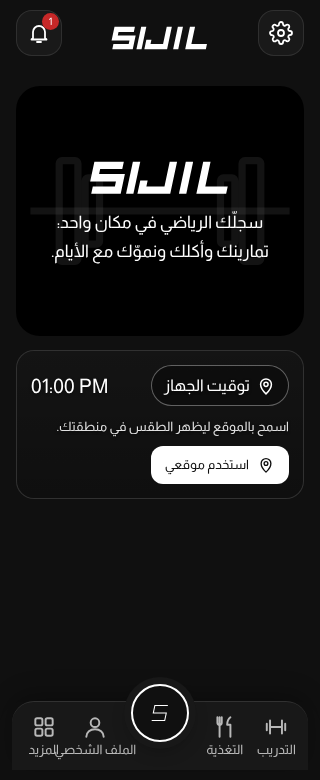 1
SIJIL
SIJIL
سجلّك الرياضي في مكان واحد:
تمارينك وأكلك ونموّك مع الأيام.
توقيت الجهاز
01:00 PM
اسمح بالموقع ليظهر الطقس في منطقتك.
استخدم موقعي
S
التدريب
التغذية
الملف الشخصي
المزيد